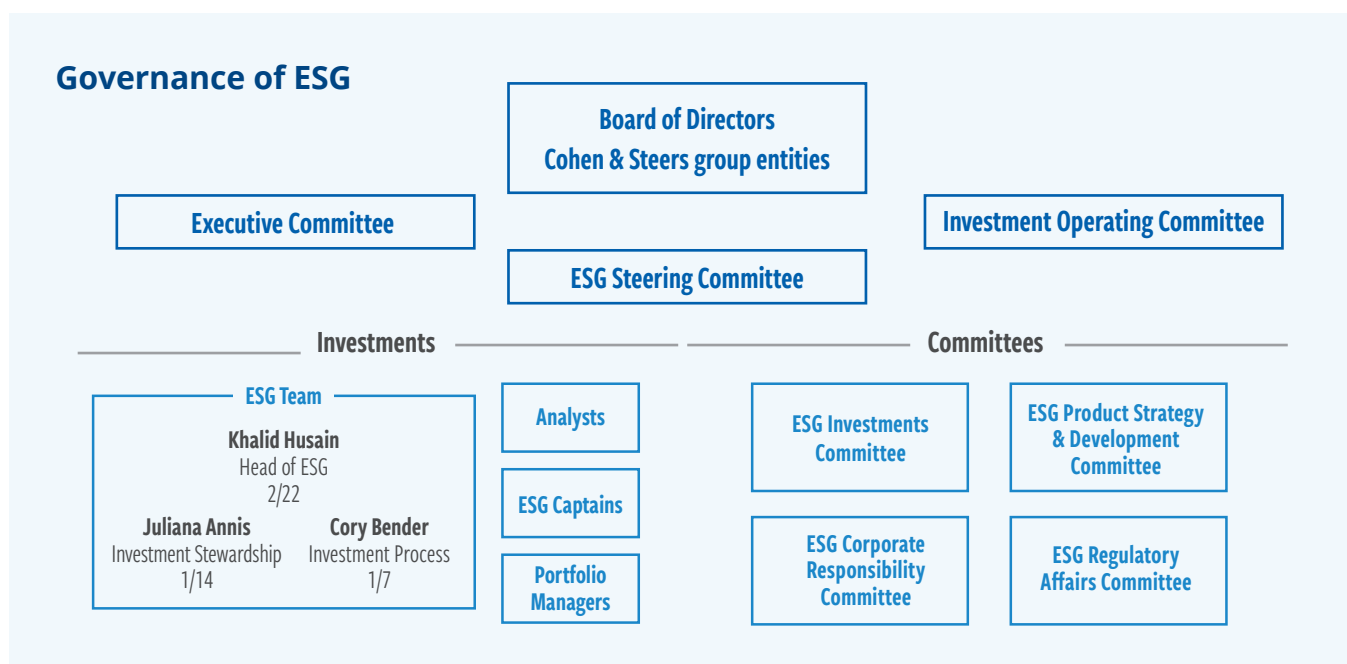 Governance of ESG
Board of Directors
Cohen & Steers group entities
Executive Committee
Investment Operating Committee
ESG Steering Committee
Investments
Committees
ESG Team
Khalid Husain
Head of ESG
2/22
Juliana Annis
Investment Stewardship
1/14
Cory Bender
Investment Process
1/7
Analysts
ESG Captains
Portfolio
Managers
ESG Investments
Committee
ESG Product Strategy
& Development
Committee
ESG Corporate
Responsibility
Committee
ESG Regulatory
Affairs Committee